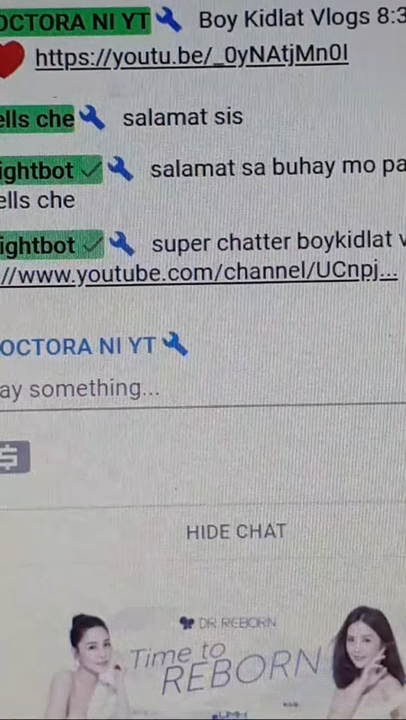 OCTORA NI YT Boy Kidlat Vlogs 8:3
https://youtu.be/_0yNAtjMn0I
ells che salamat sis
ightbot salamat sa buhay mo pa
ells che
ightbot super chatter boykidlat v
//www.youtube.com/channel/UCnpj...
OCTORA NI YT
ay something...
$
HIDE CHAT
DR REBORN
Time to
REBORN